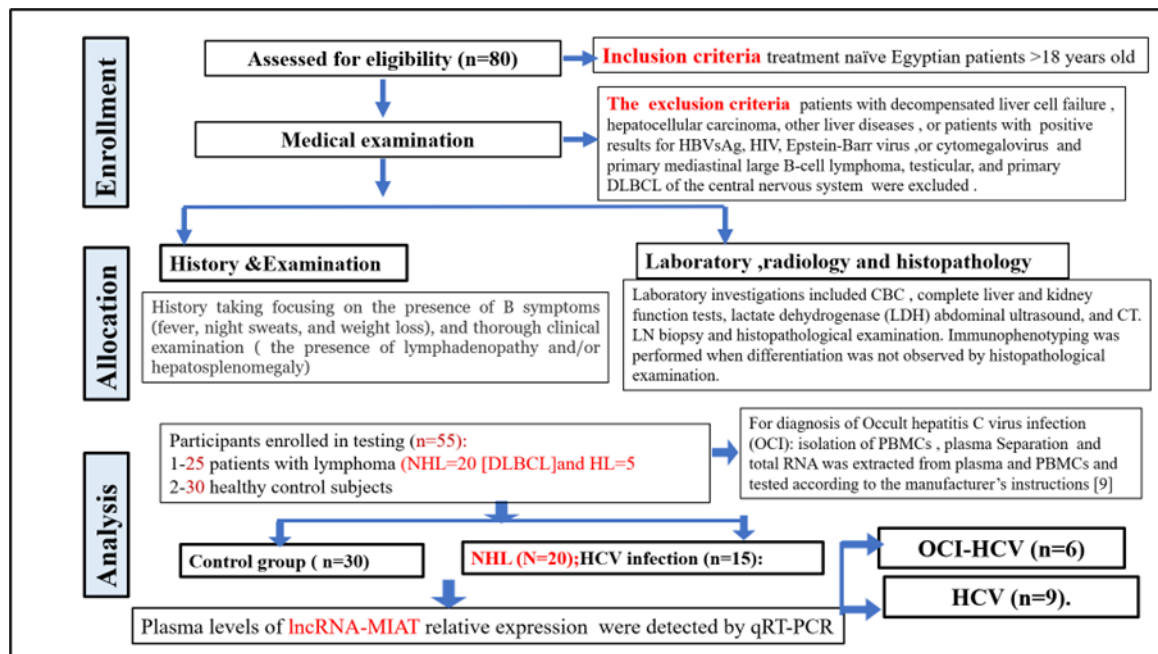 Enrollment
Assessed for eligibility (n=80)
Inclusion criteria treatment naïve Egyptian patients >18 years old
Medical examination
The exclusion criteria patients with decompensated liver cell failure ,
hepatocellular carcinoma, other liver diseases , or patients with positive
results for HBVsAg, HIV, Epstein-Barr virus ,or cytomegalovirus and
primary mediastinal large B-cell lymphoma, testicular, and primary
DLBCL of the central nervous system were excluded .
Allocation
History &Examination
History taking focusing on the presence of B symptoms
(fever, night sweats, and weight loss), and thorough clinical
examination ( the presence of lymphadenopathy and/or
hepatosplenomegaly)
Laboratory ,radiology and histopathology
Laboratory investigations included CBC , complete liver and kidney
function tests, lactate dehydrogenase (LDH) abdominal ultrasound, and CT.
LN biopsy and histopathological examination. Immunophenotyping was
performed when differentiation was not observed by histopathological
examination.
Analysis
Participants enrolled in testing (n=55):
1-25 patients with lymphoma (NHL=20 [DLBCL]and HL=5
2-30 healthy control subjects
For diagnosis of Occult hepatitis C virus infection
(OCI): isolation of PBMCs , plasma Separation and
total RNA was extracted from plasma and PBMCs and
tested according to the manufacturer’s instructions [9]
Control group ( n=30)
NHL (N=20);HCV infection (n=15):
OCI-HCV (n=6)
HCV (n=9).
Plasma levels of lncRNA-MIAT relative expression were detected by qRT-PCR